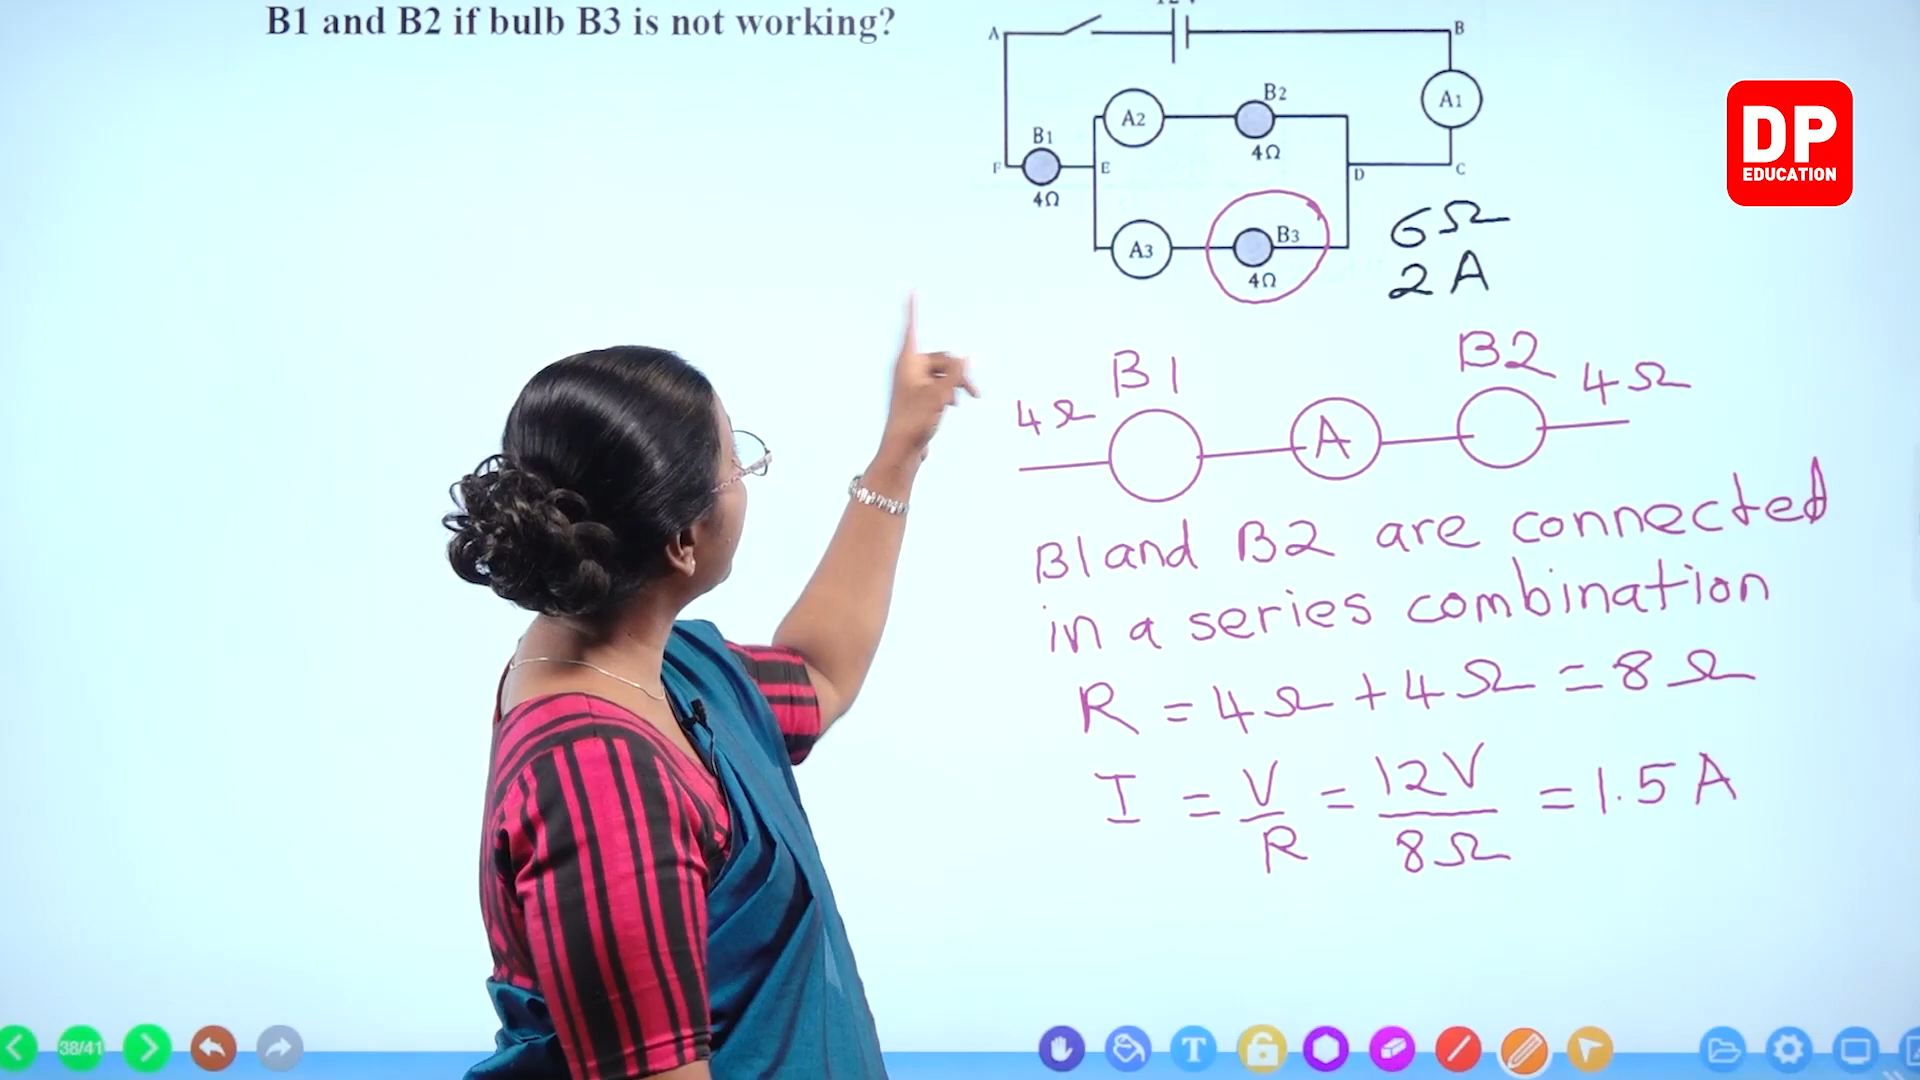 B1 and B2 if bulb B3 is not working?
A
B
A1
B2
A2
4Ω
B1
F
E
D
C
4Ω
B3
A3
4Ω
6Ω
2 A
DP
EDUCATION
B1
B2
4Ω
4Ω
A
B1 and B2 are connected
in a series combination
R = 4Ω + 4Ω = 8Ω
I = V/R = 12V/8Ω = 1.5 A
38/41
T